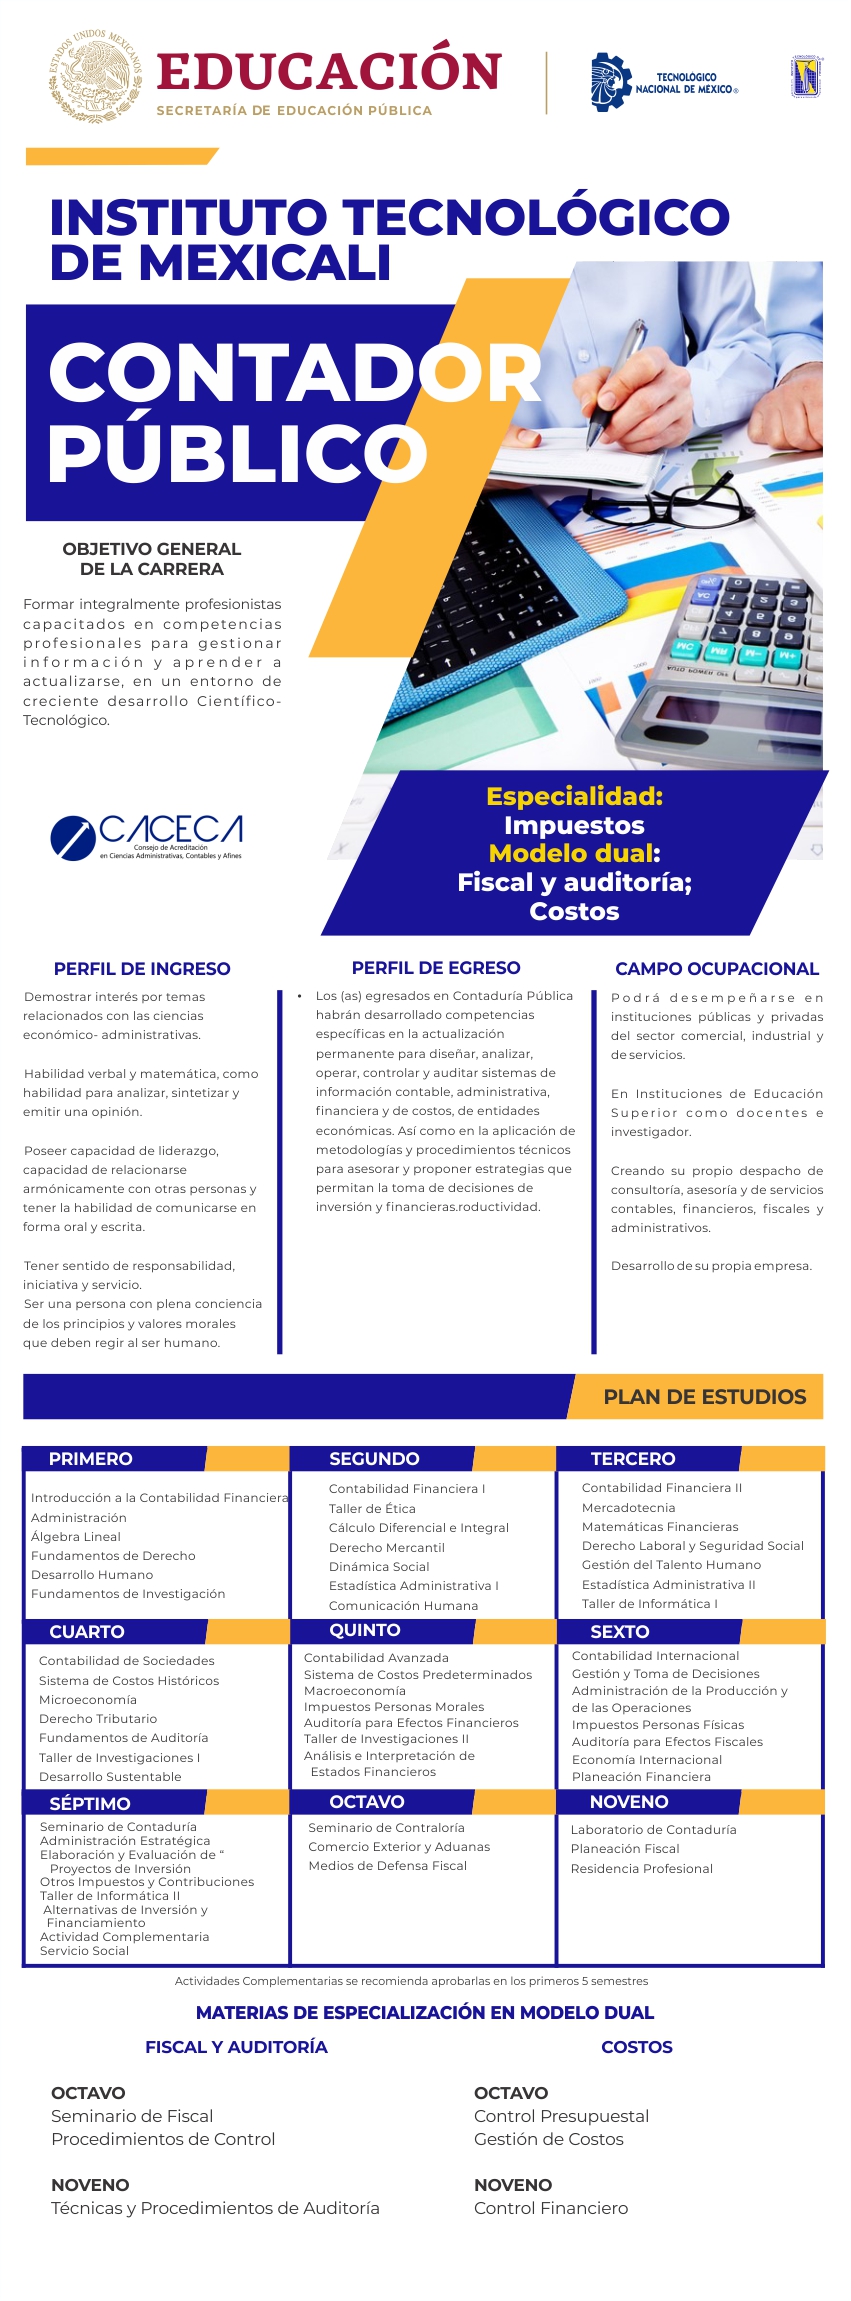 ESTADOS UNIDOS MEXICANOS
EDUCACIÓN
SECRETARÍA DE EDUCACIÓN PÚBLICA
TECNOLÓGICO
NACIONAL DE MÉXICO®
INSTITUTO TECNOLÓGICO
DE MEXICALI
CONTADOR
PÚBLICO
OBJETIVO GENERAL
DE LA CARRERA
Formar integralmente profesionistas
capacitados en competencias
profesionales para gestionar
información y aprender a
actualizarse, en un entorno de
creciente desarrollo Científico-
Tecnológico.
CACECA
Consejo de Acreditación
en Ciencias Administrativas, Contables y Afines
Especialidad:
Impuestos
Modelo dual:
Fiscal y auditoría;
Costos
PERFIL DE INGRESO
Demostrar interés por temas
relacionados con las ciencias
económico- administrativas.
Habilidad verbal y matemática, como
habilidad para analizar, sintetizar y
emitir una opinión.
Poseer capacidad de liderazgo,
capacidad de relacionarse
armónicamente con otras personas y
tener la habilidad de comunicarse en
forma oral y escrita.
Tener sentido de responsabilidad,
iniciativa y servicio.
Ser una persona con plena conciencia
de los principios y valores morales
que deben regir al ser humano.
PERFIL DE EGRESO
• Los (as) egresados en Contaduría Pública
habrán desarrollado competencias
específicas en la actualización
permanente para diseñar, analizar,
operar, controlar y auditar sistemas de
información contable, administrativa,
financiera y de costos, de entidades
económicas. Así como en la aplicación de
metodologías y procedimientos técnicos
para asesorar y proponer estrategias que
permitan la toma de decisiones de
inversión y financieras.roductividad.
CAMPO OCUPACIONAL
Podrá desempeñarse en
instituciones públicas y privadas
del sector comercial, industrial y
de servicios.
En Instituciones de Educación
Superior como docentes e
investigador.
Creando su propio despacho de
consultoría, asesoría y de servicios
contables, financieros, fiscales y
administrativos.
Desarrollo de su propia empresa.
PLAN DE ESTUDIOS
PRIMERO
Introducción a la Contabilidad Financiera
Administración
Álgebra Lineal
Fundamentos de Derecho
Desarrollo Humano
Fundamentos de Investigación
SEGUNDO
Contabilidad Financiera I
Taller de Ética
Cálculo Diferencial e Integral
Derecho Mercantil
Dinámica Social
Estadística Administrativa I
Comunicación Humana
TERCERO
Contabilidad Financiera II
Mercadotecnia
Matemáticas Financieras
Derecho Laboral y Seguridad Social
Gestión del Talento Humano
Estadística Administrativa II
Taller de Informática I
CUARTO
Contabilidad de Sociedades
Sistema de Costos Históricos
Microeconomía
Derecho Tributario
Fundamentos de Auditoría
Taller de Investigaciones I
Desarrollo Sustentable
QUINTO
Contabilidad Avanzada
Sistema de Costos Predeterminados
Macroeconomía
Impuestos Personas Morales
Auditoría para Efectos Financieros
Taller de Investigaciones II
Análisis e Interpretación de
Estados Financieros
SEXTO
Contabilidad Internacional
Gestión y Toma de Decisiones
Administración de la Producción y
de las Operaciones
Impuestos Personas Físicas
Auditoría para Efectos Fiscales
Economía Internacional
Planeación Financiera
SÉPTIMO
Seminario de Contaduría
Administración Estratégica
Elaboración y Evaluación de “
Proyectos de Inversión
Otros Impuestos y Contribuciones
Taller de Informática II
Alternativas de Inversión y
Financiamiento
Actividad Complementaria
Servicio Social
OCTAVO
Seminario de Contraloría
Comercio Exterior y Aduanas
Medios de Defensa Fiscal
NOVENO
Laboratorio de Contaduría
Planeación Fiscal
Residencia Profesional
Actividades Complementarias se recomienda aprobarlas en los primeros 5 semestres
MATERIAS DE ESPECIALIZACIÓN EN MODELO DUAL
FISCAL Y AUDITORÍA
OCTAVO
Seminario de Fiscal
Procedimientos de Control
NOVENO
Técnicas y Procedimientos de Auditoría
COSTOS
OCTAVO
Control Presupuestal
Gestión de Costos
NOVENO
Control Financiero